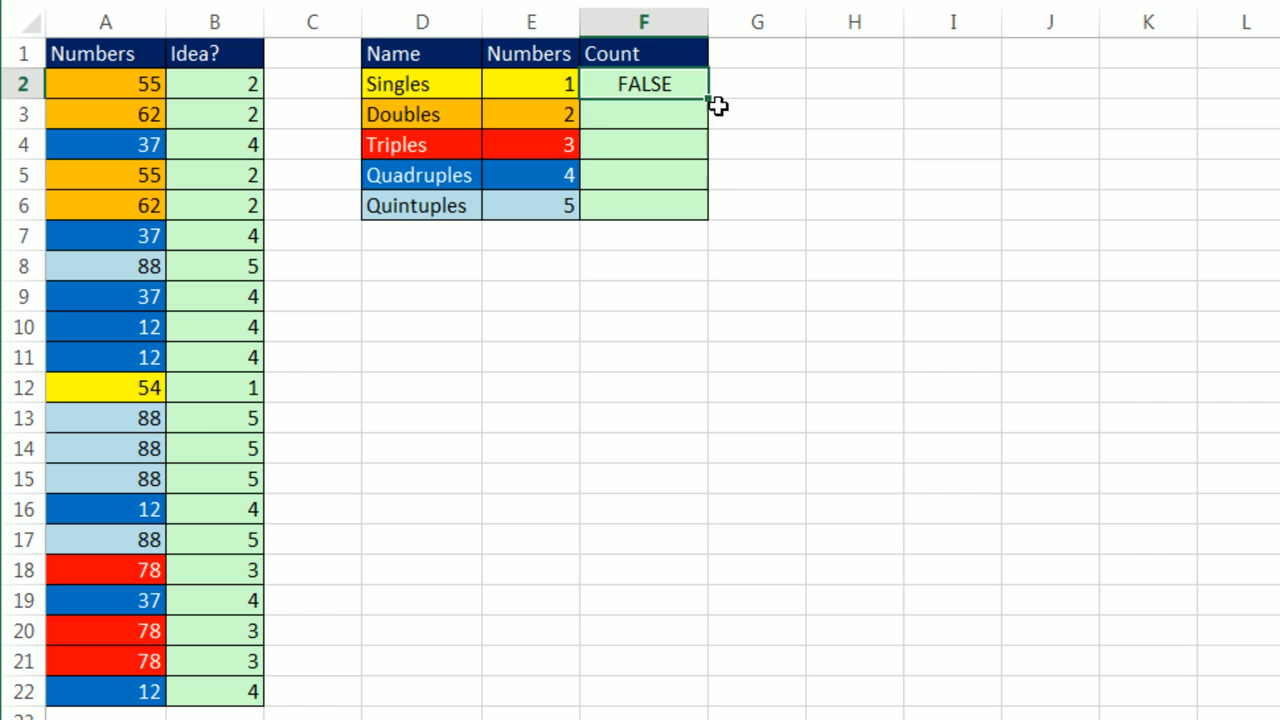 A B C D E F G H I J K L
1 Numbers Idea? Name Numbers Count
2 55 2 Singles 1 FALSE
3 62 2 Doubles 2
4 37 4 Triples 3
5 55 2 Quadruples 4
6 62 2 Quintuples 5
7 37 4
8 88 5
9 37 4
10 12 4
11 12 4
12 54 1
13 88 5
14 88 5
15 88 5
16 12 4
17 88 5
18 78 3
19 37 4
20 78 3
21 78 3
22 12 4